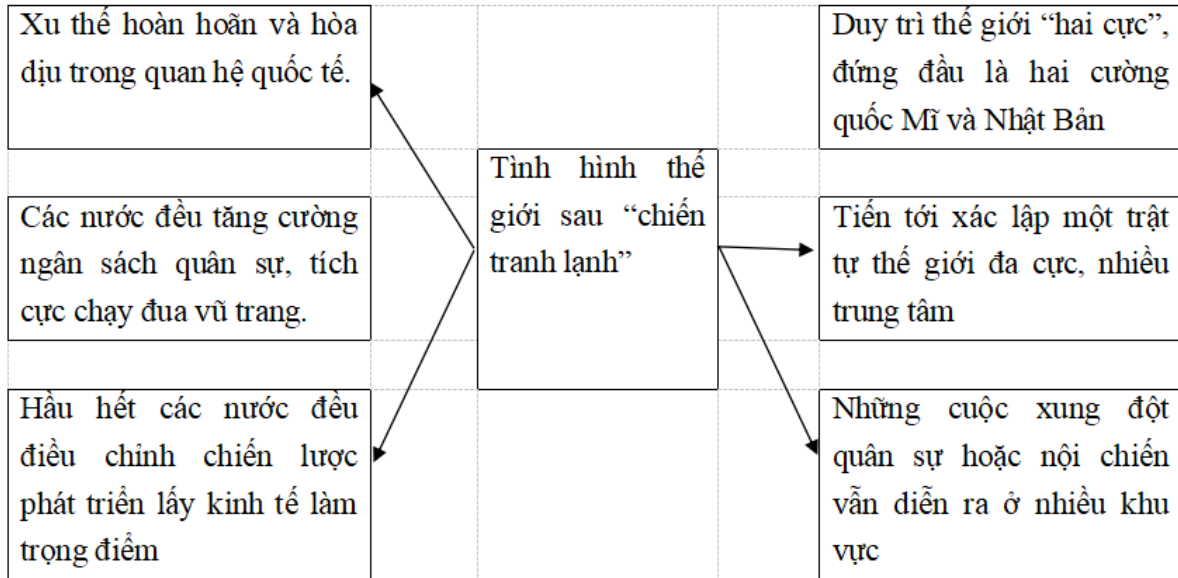 Xu thế hoàn hoãn và hòa
dịu trong quan hệ quốc tế.
Các nước đều tăng cường
ngân sách quân sự, tích
cực chạy đua vũ trang.
Hầu hết các nước đều
điều chỉnh chiến lược
phát triển lấy kinh tế làm
trọng điểm
Tình hình thế
giới sau “chiến
tranh lạnh”
Duy trì thế giới “hai cực”,
đứng đầu là hai cường
quốc Mĩ và Nhật Bản
Tiến tới xác lập một trật
tự thế giới đa cực, nhiều
trung tâm
Những cuộc xung đột
quân sự hoặc nội chiến
vẫn diễn ra ở nhiều khu
vực